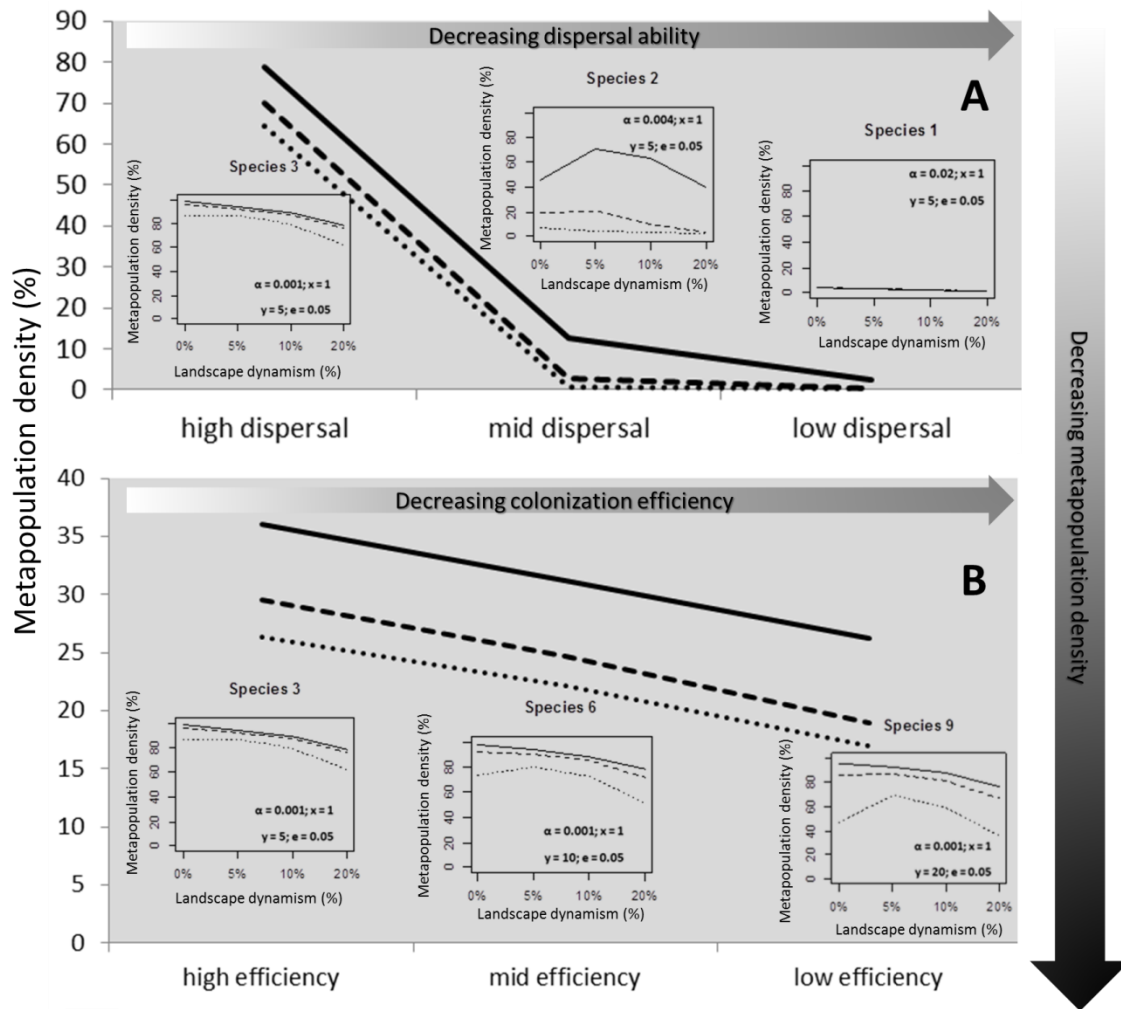 Metapopulation density (%)
90
80
70
60
50
40
30
20
10
0
Decreasing dispersal ability
A
Species 3
Metapopulation density (%)
80
60
40
20
0
α = 0.001; x = 1
y = 5; e = 0.05
0% 5% 10% 20%
Landscape dynamism (%)
Species 2
Metapopulation density (%)
80
60
40
20
0
α = 0.004; x = 1
y = 5; e = 0.05
0% 5% 10% 20%
Landscape dynamism (%)
Species 1
Metapopulation density (%)
80
60
40
20
0
α = 0.02; x = 1
y = 5; e = 0.05
0% 5% 10% 20%
Landscape dynamism (%)
high dispersal mid dispersal low dispersal
40
35
30
25
20
15
10
5
0
Decreasing colonization efficiency
B
Species 3
Metapopulation density (%)
80
60
40
20
0
α = 0.001; x = 1
y = 5; e = 0.05
0% 5% 10% 20%
Landscape dynamism (%)
Species 6
Metapopulation density (%)
80
60
40
20
0
α = 0.001; x = 1
y = 10; e = 0.05
0% 5% 10% 20%
Landscape dynamism (%)
Species 9
Metapopulation density (%)
80
60
40
20
0
α = 0.001; x = 1
y = 20; e = 0.05
0% 5% 10% 20%
Landscape dynamism (%)
high efficiency mid efficiency low efficiency
Decreasing metapopulation density